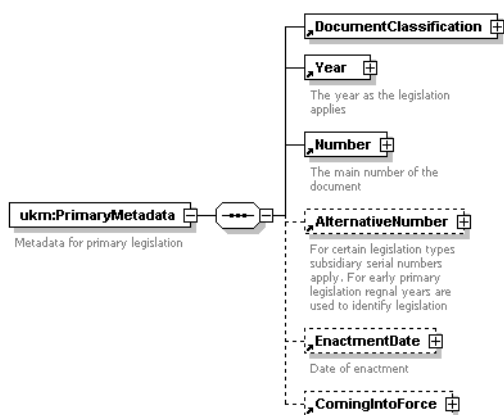 DocumentClassification
Year
The year as the legislation
applies
Number
The main number of the
document
ukm:PrimaryMetadata
Metadata for primary legislation
AlternativeNumber
For certain legislation types
subsidiary serial numbers
apply. For early primary
legislation regnal years are
used to identify legislation
EnactmentDate
Date of enactment
ComingIntoForce